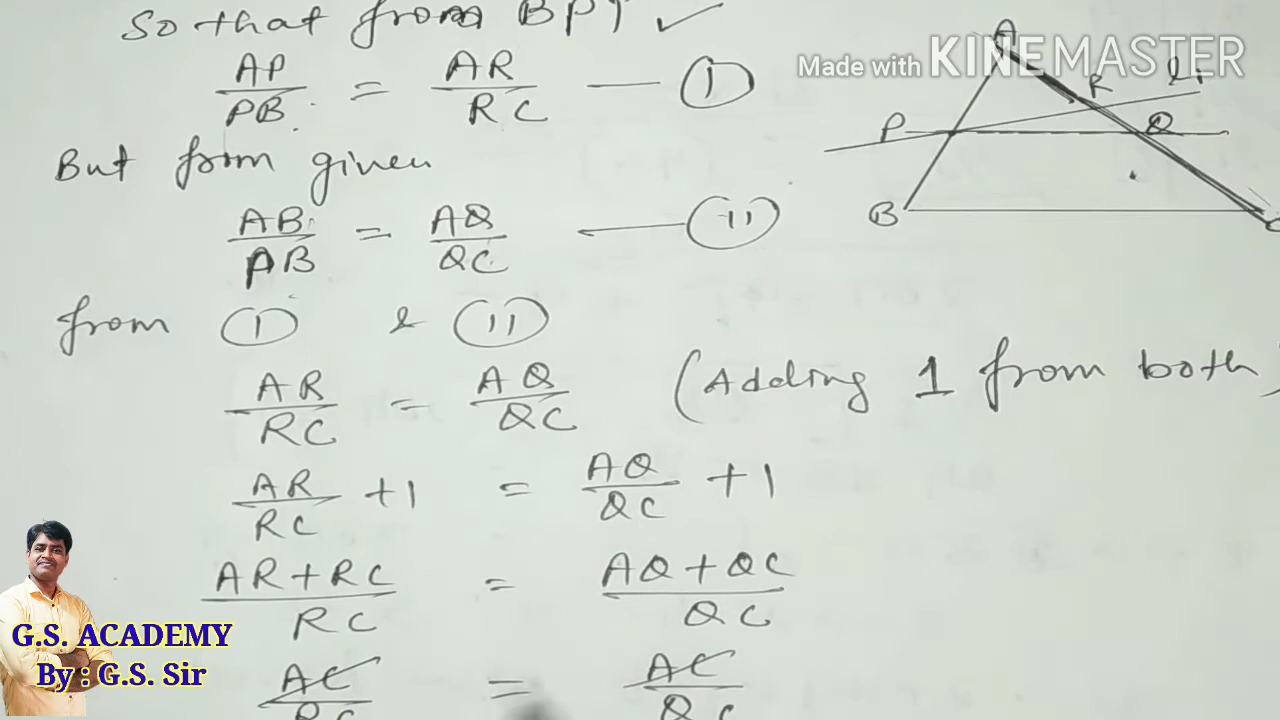 So that from BPT ✓
AP/PB = AR/RC — (I)
But from given
AB/AB = AQ/QC — (II)
from (I) & (II)
AR/RC = AQ/QC (Adding 1 from both)
AR/RC + 1 = AQ/QC + 1
AR+RC/RC = AQ+QC/QC
AC/RC = AC/QC
Made with KINEMASTER
A
R
P
Q
B
C
G.S. ACADEMY
By : G.S. Sir